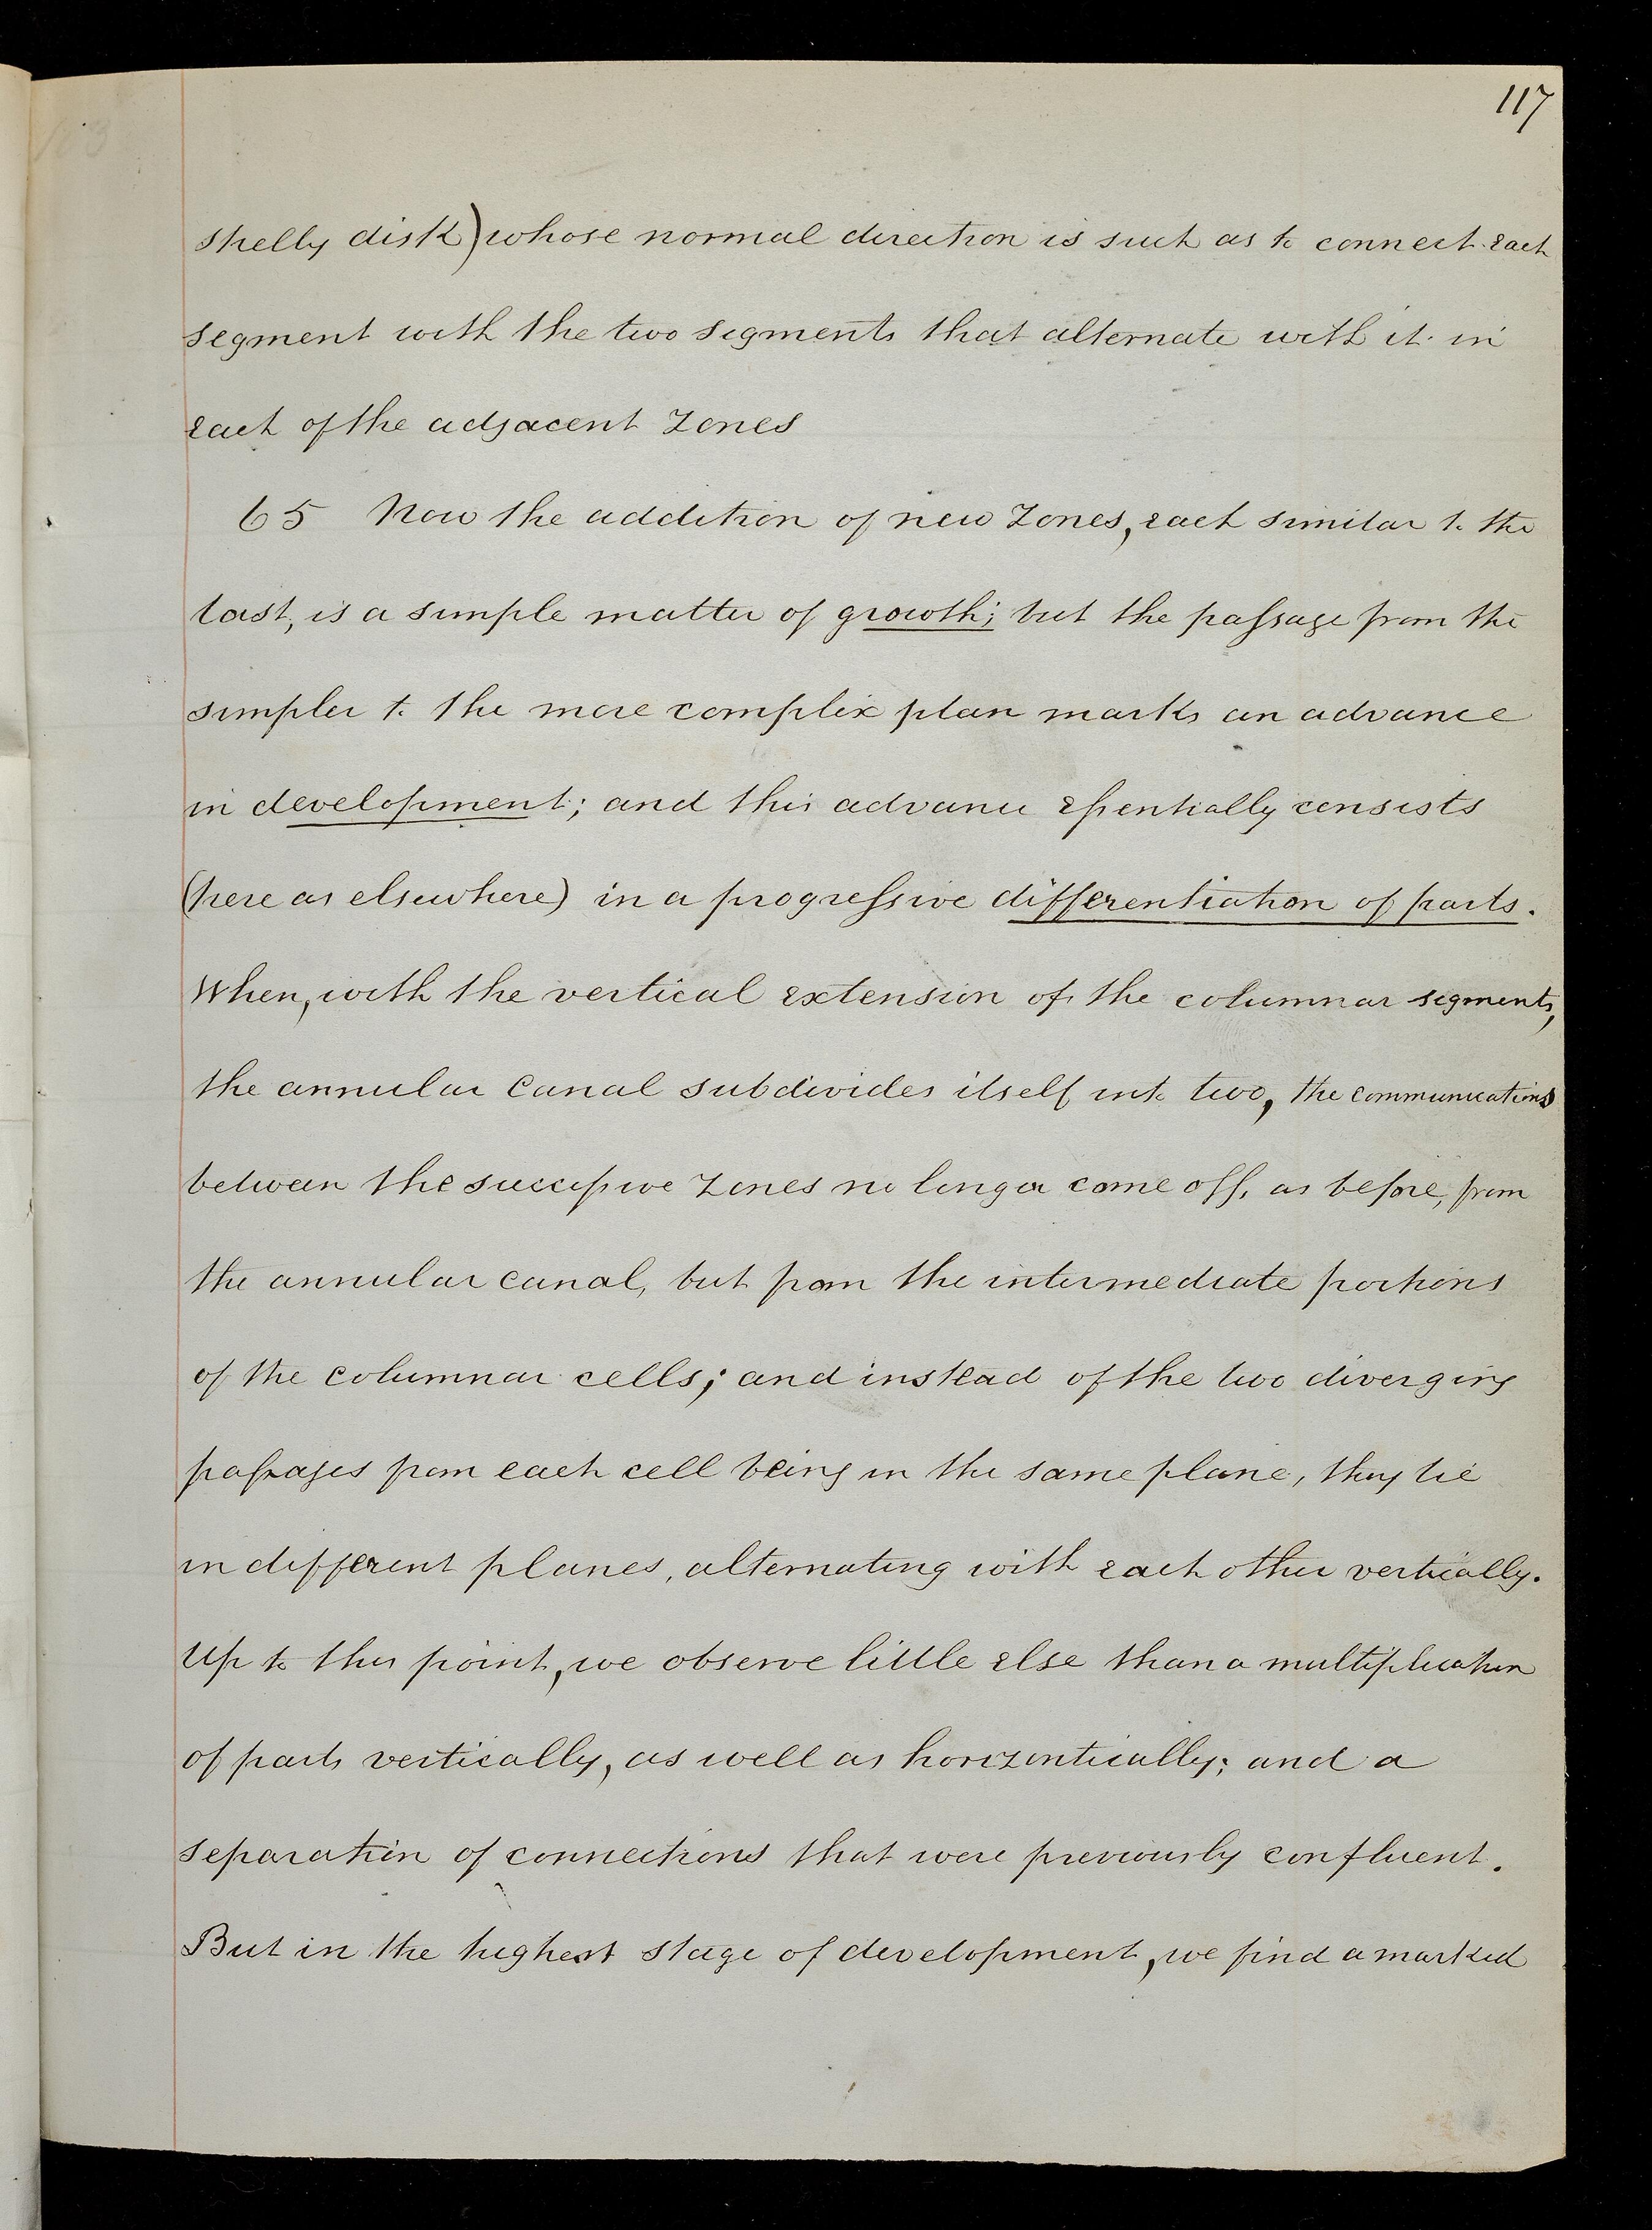 117
shelly disk) whose normal direction is such as to connect each
segment with the two segments that alternate with it in
each of the adjacent zones
65 Now the addition of new zones, each similar to the
last, is a simple matter of growth; but the passage from the
simpler to the more complex plan marks an advance
in development; and this advance essentially consists
(here as elsewhere) in a progressive differentiation of parts.
When, with the vertical extension of the columnar segments,
the annular canal subdivides itself into two, the communications
between the successive zones no longer come off, as before, from
the annular canal, but from the intermediate portions
of the columnar cells; and instead of the two diverging
passages from each cell being in the same plane, they lie
in different planes, alternating with each other vertically.
Up to this point, we observe little else than a multiplication
of parts vertically, as well as horizontically; and a
separation of connections that were previously confluent.
But in the highest stage of development, we find a marked